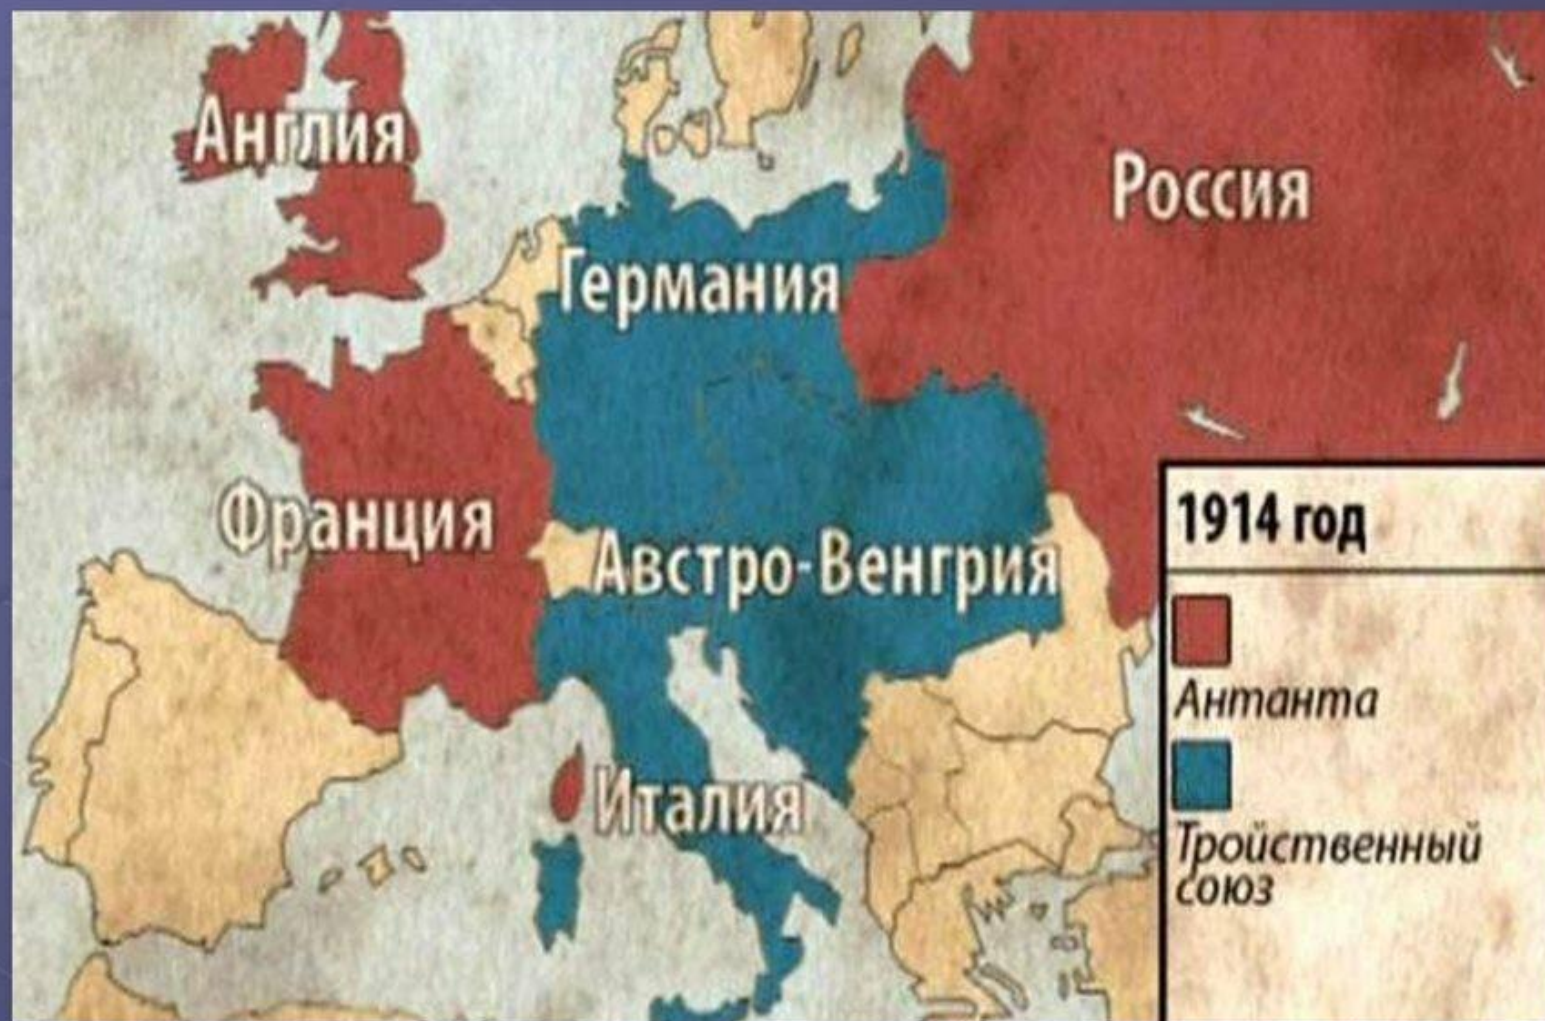 Англия
Россия
Германия
Франция
Австро-Венгрия
Италия
1914 год
Антанта
Тройственный
союз